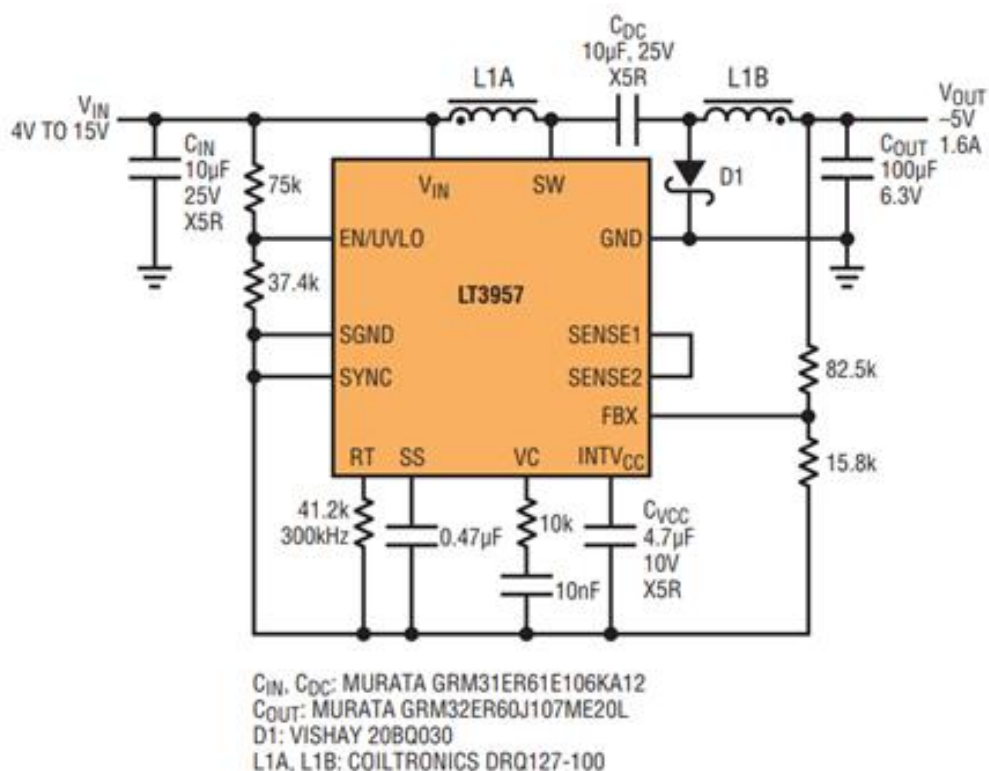 CDC
10µF, 25V
X5R
L1A
L1B
VIN
4V TO 15V
VOUT
–5V
1.6A
CIN
10µF
25V
X5R
75k
VIN
SW
D1
COUT
100µF
6.3V
EN/UVLO
GND
37.4k
LT3957
SGND
SENSE1
SYNC
SENSE2
82.5k
FBX
RT
SS
VC
INTVCC
15.8k
41.2k
300kHz
0.47µF
10k
CVCC
4.7µF
10V
X5R
10nF
CIN, CDC: MURATA GRM31ER61E106KA12
COUT: MURATA GRM32ER60J107ME20L
D1: VISHAY 20BQ030
L1A, L1B: COILTRONICS DRQ127-100